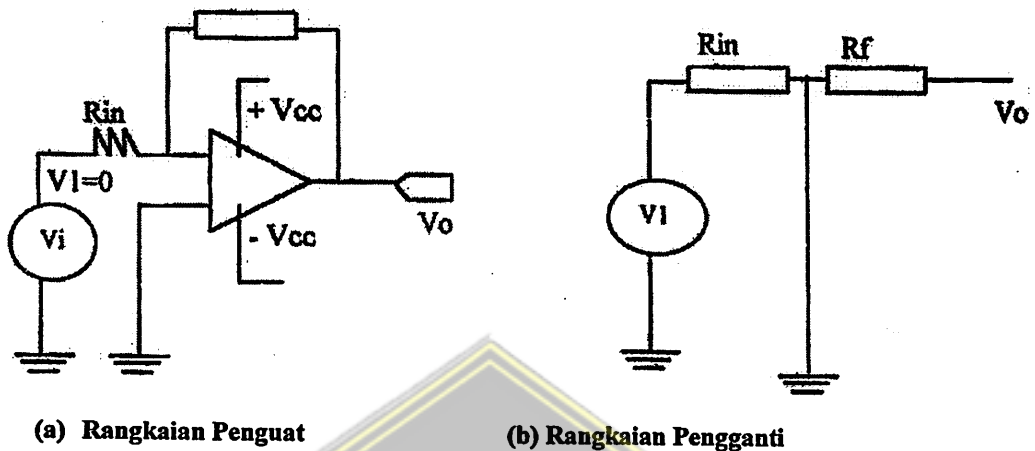 Rin
+ Vcc
V1=0
Vi
- Vcc
Vo
(a) Rangkaian Penguat
Rin
Rf
Vo
V1
(b) Rangkaian Pengganti